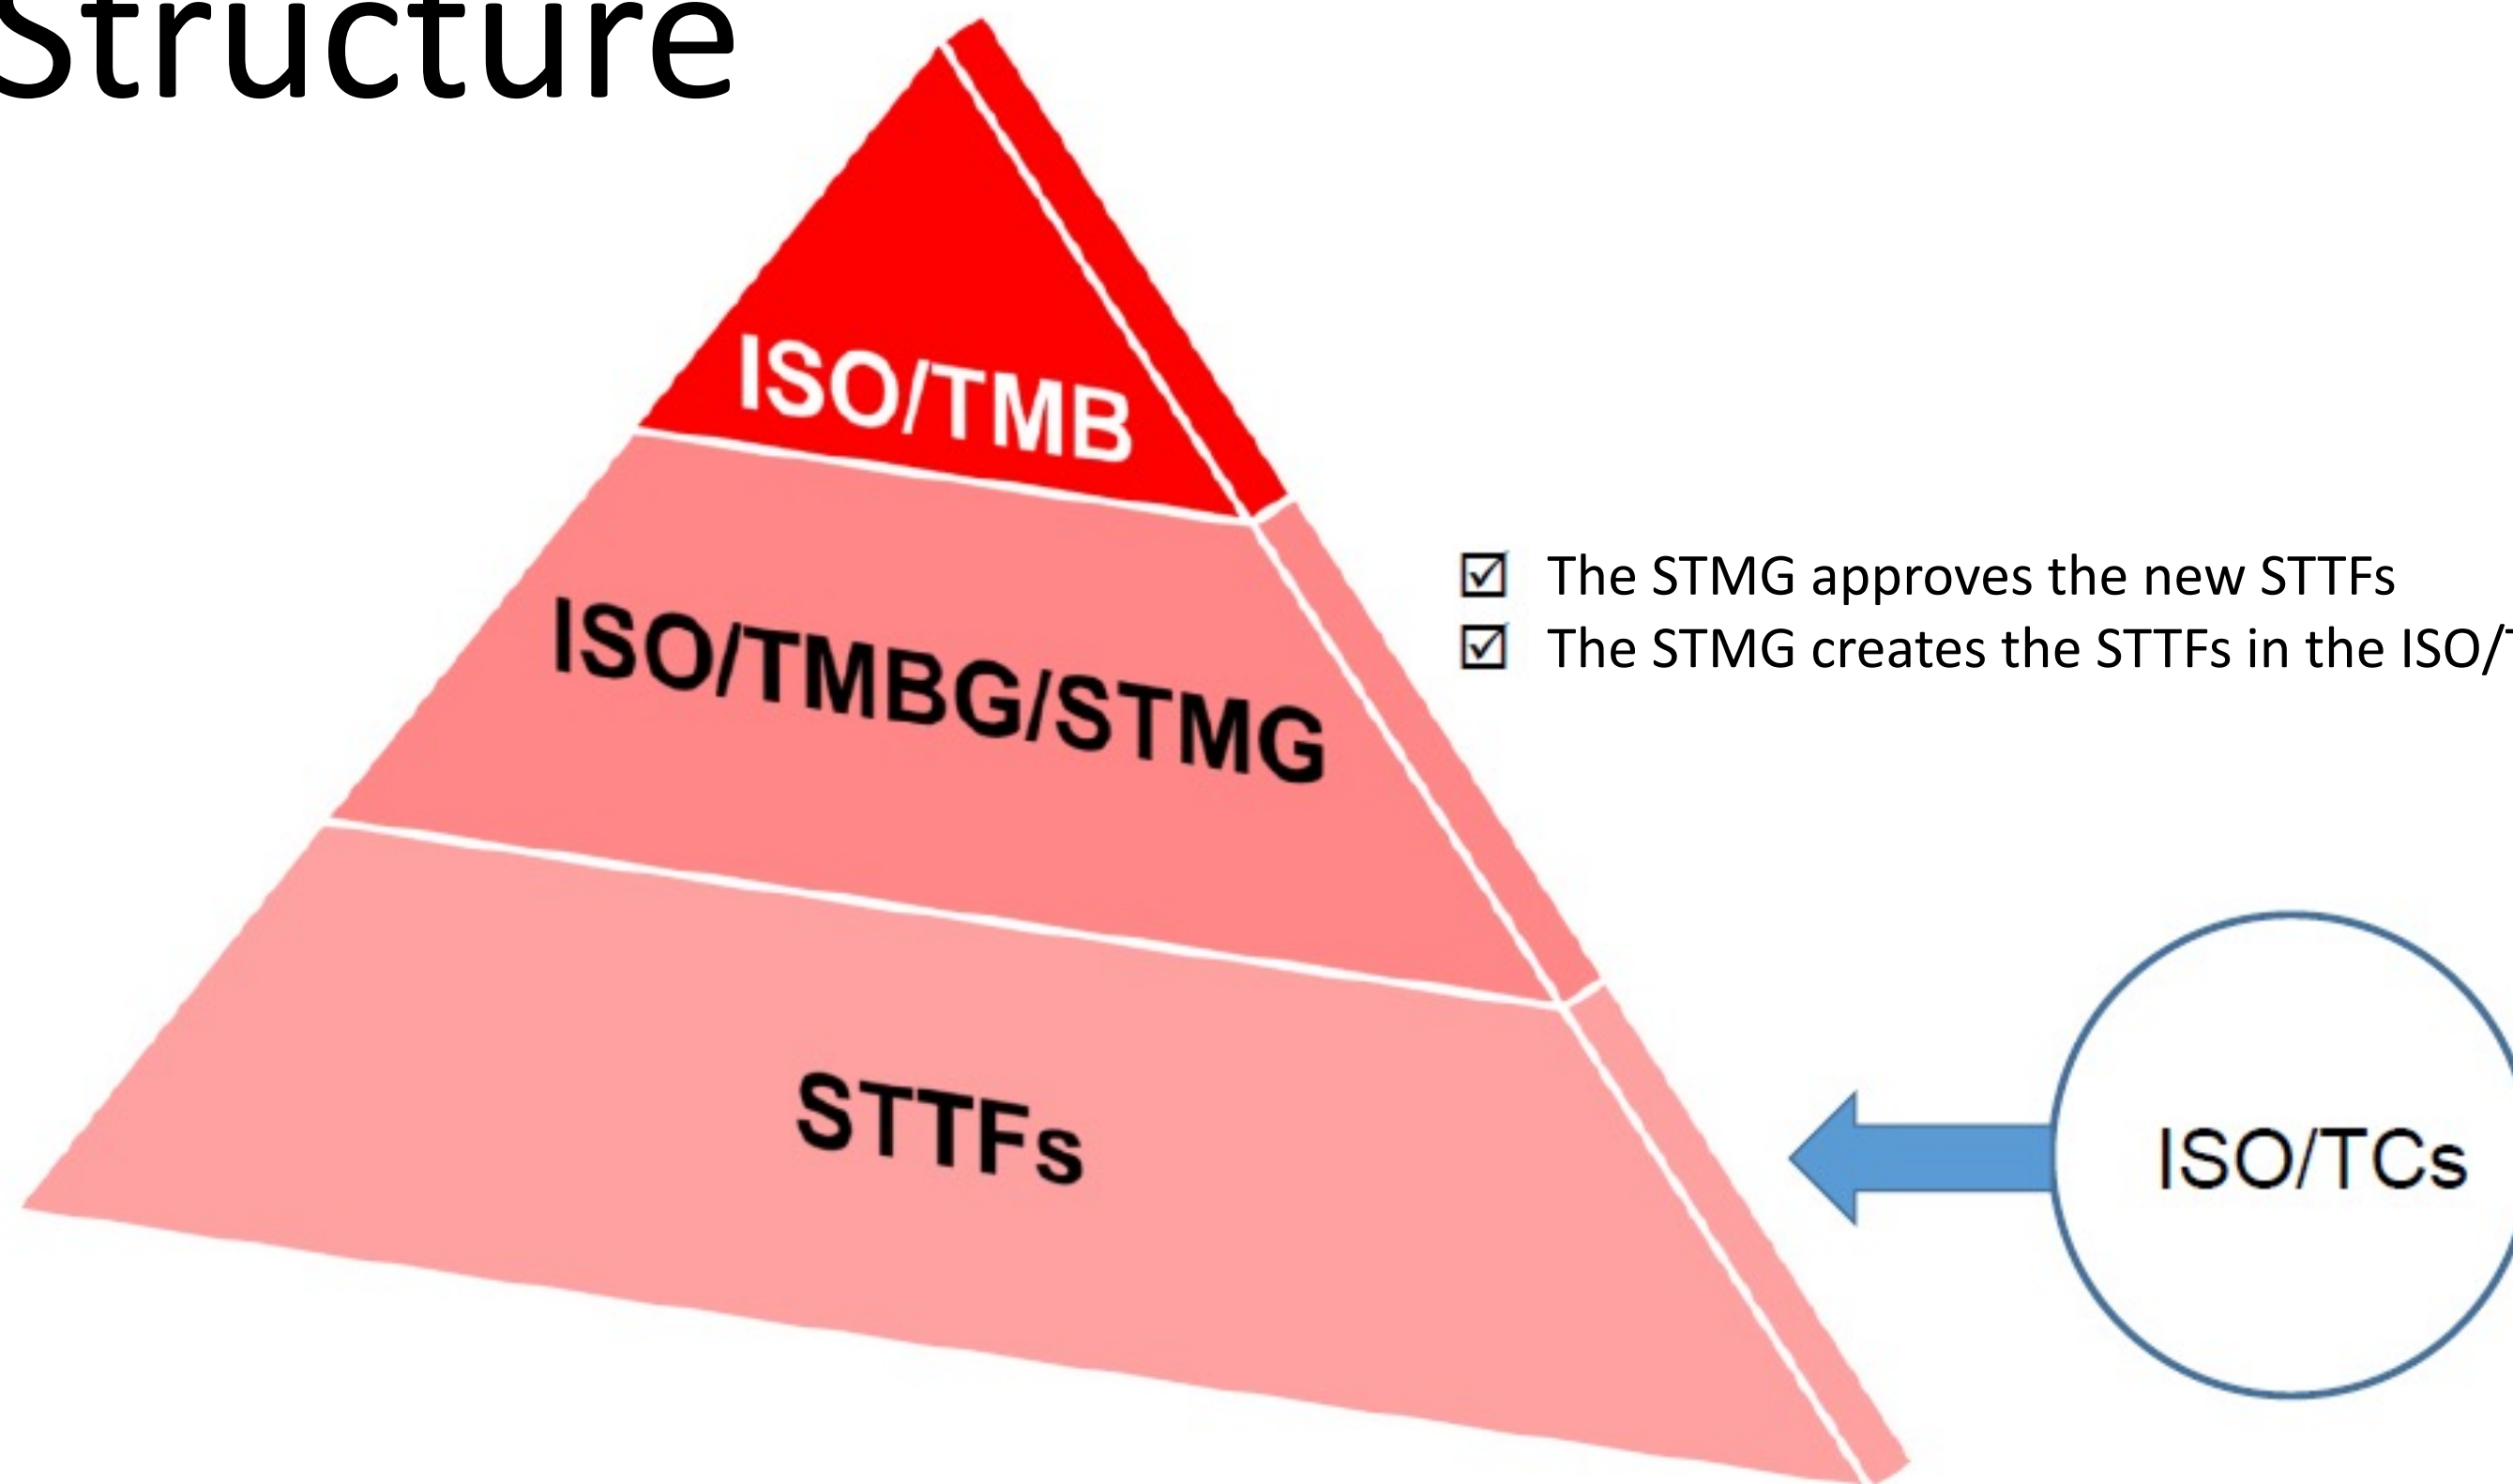 Structure
ISO/TMB
ISO/TMBG/STMG
☑ The STMG approves the new STTFs
☑ The STMG creates the STTFs in the ISO/
STTFs
ISO/TCs